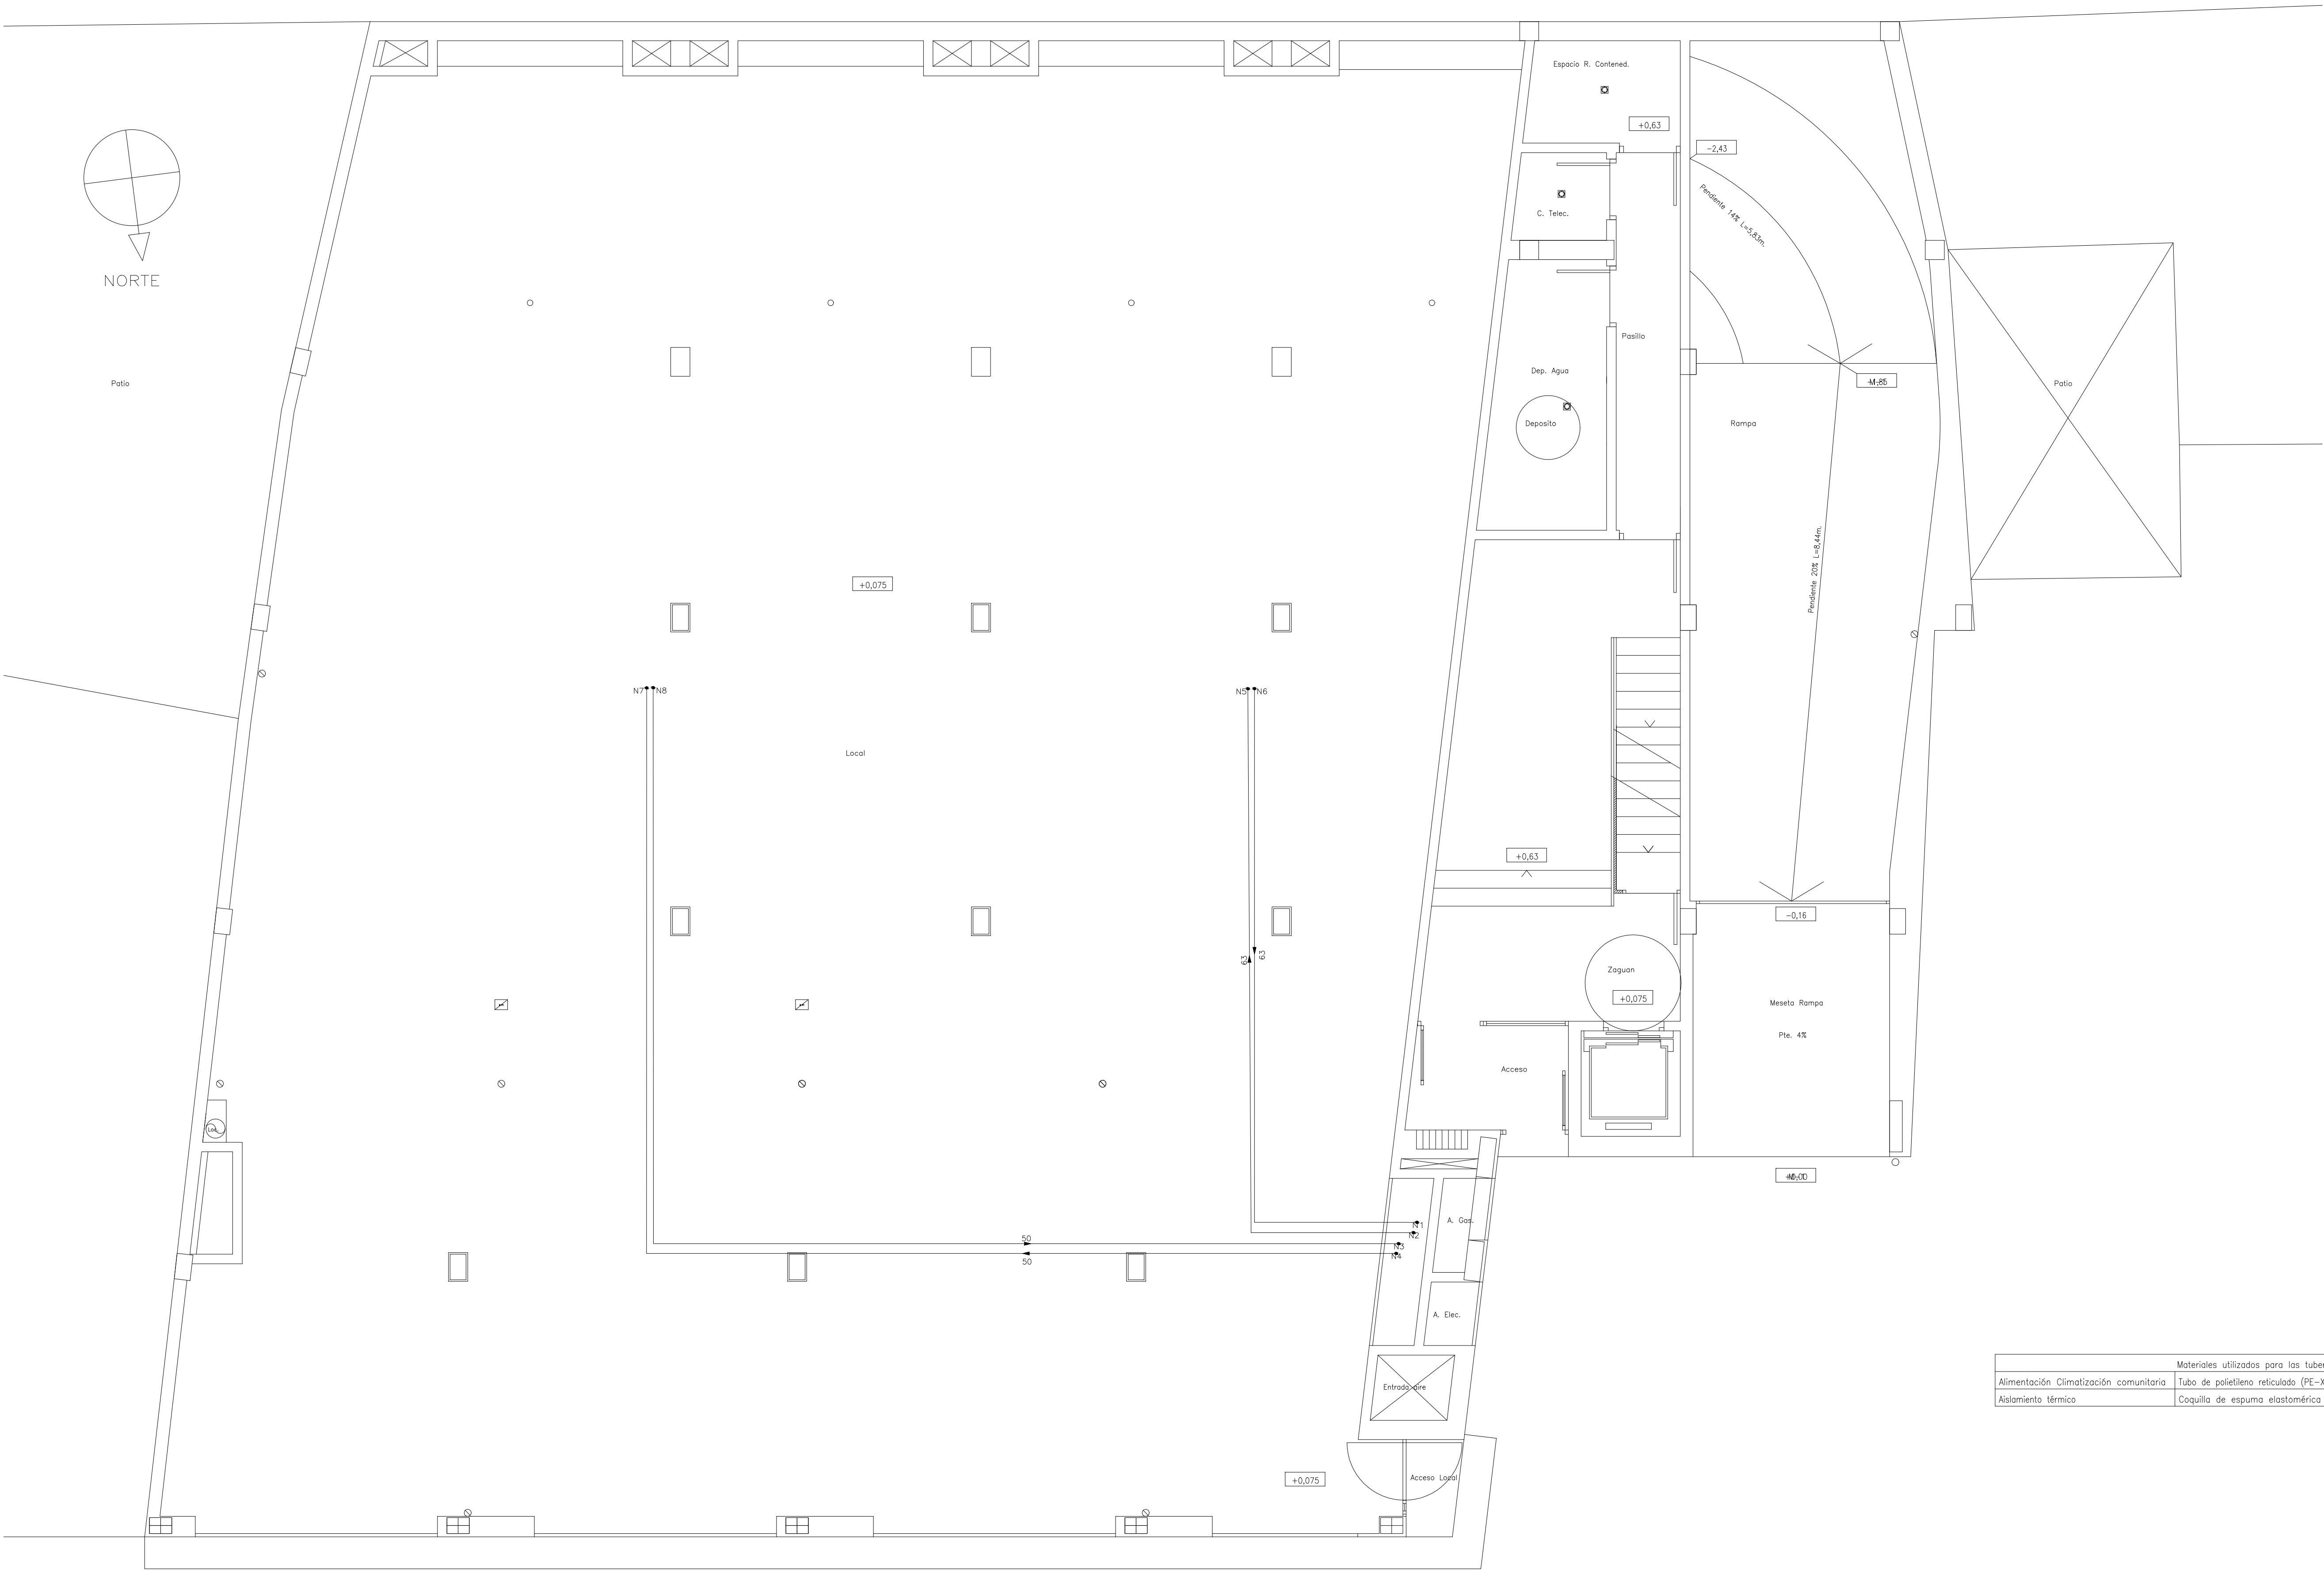 Espacio R. Contened.
+0,63
-2,43
Pendiente 14% L=5,83m.
C. Telec.
NORTE
Pasillo
Dep. Agua
Patio
Patio
Deposito
Rampa
Pendiente 20% L=8,44m.
+0,075
N7 N8
N5 N6
Local
+0,63
-0,16
63
63
Zaguan
+0,075
Meseta Rampa
Pte. 4%
Acceso
N1
A. Gas.
N2
50
N3
N4
50
A. Elec.
Entrada aire
Materiales utilizados para las tuber
Alimentación Climatización comunitaria
Tubo de polietileno reticulado (PE-X
Aislamiento térmico
Coquilla de espuma elastomérica
+0,075
Acceso Local